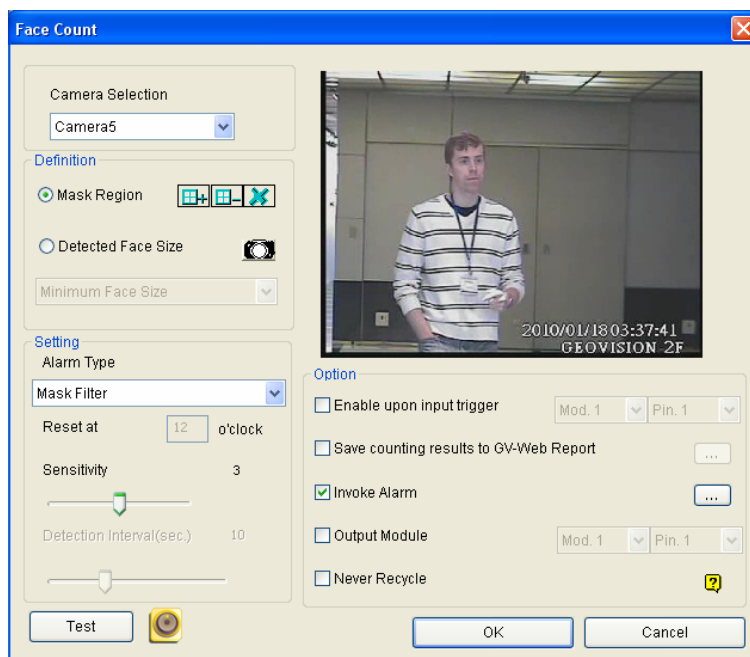 Face Count
Camera Selection
Camera5
Definition
Mask Region
Detected Face Size
Minimum Face Size
Setting
Alarm Type
Mask Filter
Reset at 12 o'clock
Sensitivity 3
Detection Interval(sec.) 10
Test
2010/01/18 03:37:41
GEOVISION 2F
Option
Enable upon input trigger Mod. 1 Pin. 1
Save counting results to GV-Web Report ...
Invoke Alarm ...
Output Module Mod. 1 Pin. 1
Never Recycle ?
OK Cancel